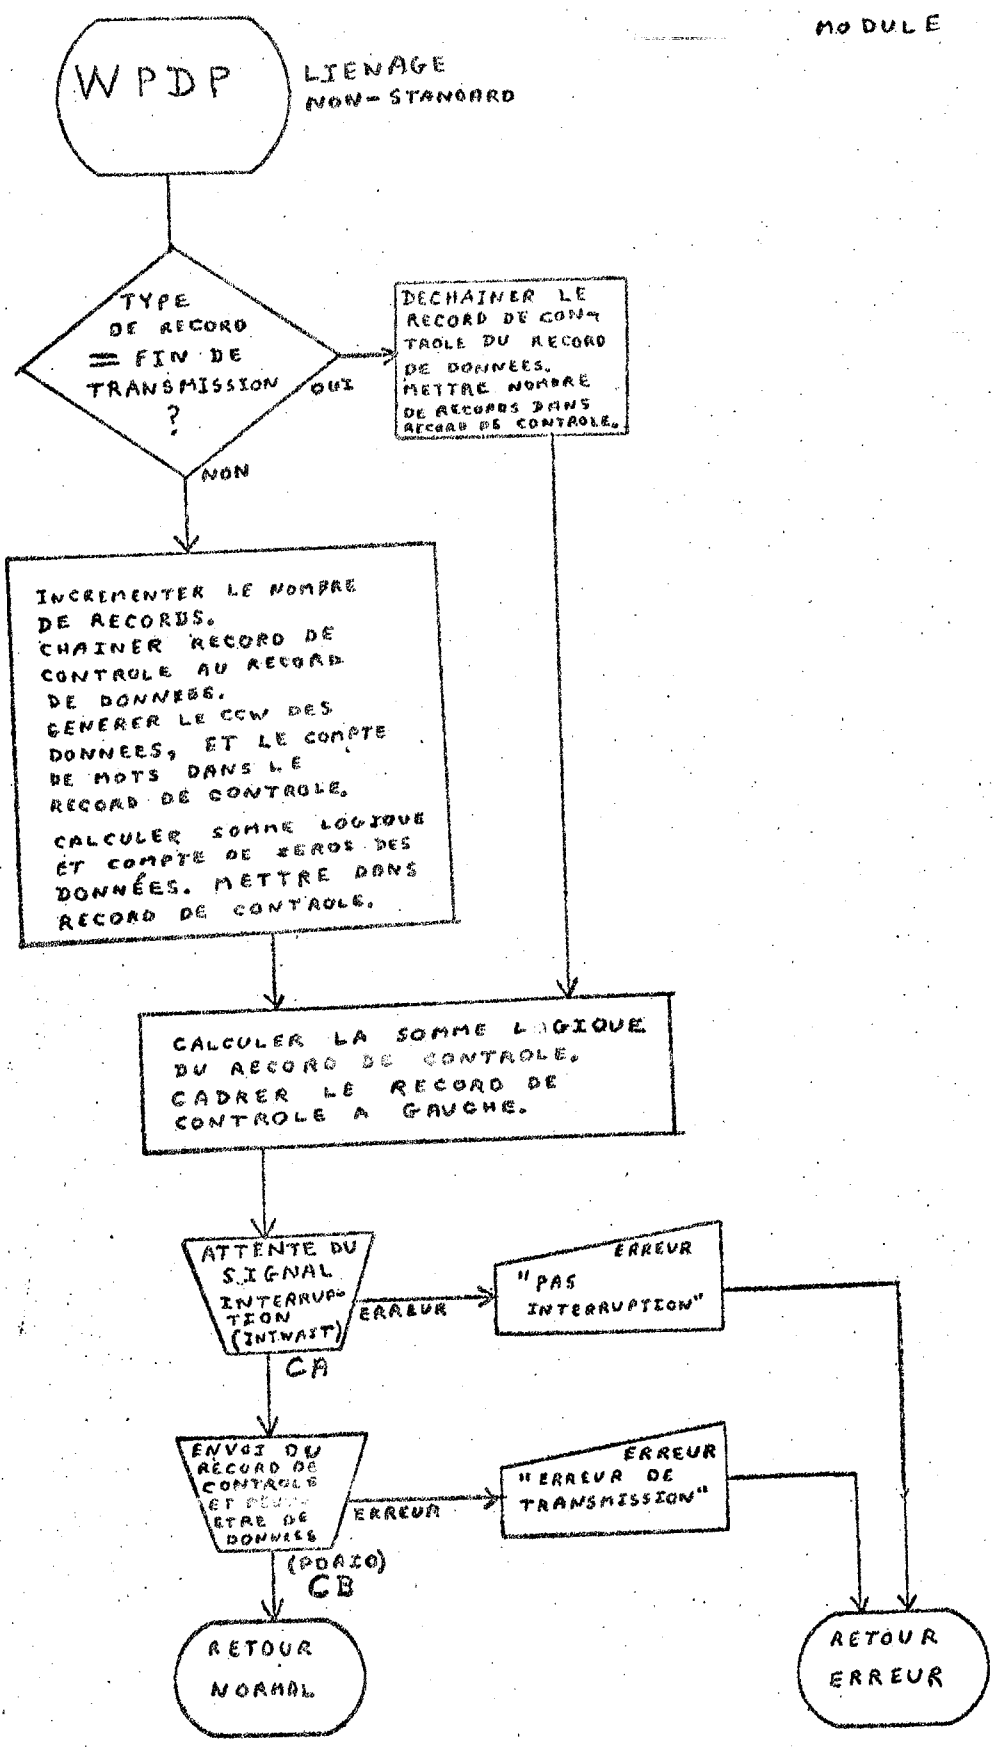 MODULE
WPDP
LIENAGE
NON-STANDARD
TYPE
DE RECORD
= FIN DE
TRANSMISSION
?
OUI
NON
DECHAINER LE
RECORD DE CON-
TROLE DU RECORD
DE DONNÉES.
METTRE NOMBRE
DE RECORDS DANS
RECORD DE CONTROLE.
INCREMENTER LE NOMBRE
DE RECORDS.
CHAINER RECORD DE
CONTROLE AU RECORD
DE DONNEES.
GENERER LE CCW DES
DONNEES, ET LE COMPTE
DE MOTS DANS LE
RECORD DE CONTROLE.
CALCULER SOMME LOGIQUE
ET COMPTE DE ZEROS DES
DONNÉES. METTRE DANS
RECORD DE CONTROLE.
CALCULER LA SOMME LOGIQUE
DU RECORD DE CONTROLE.
CADRER LE RECORD DE
CONTROLE A GAUCHE.
ATTENTE DU
SIGNAL
INTERRUP-
TION
(INTWAIT)
CA
ERREUR
ERREUR
"PAS
INTERRUPTION"
ENVOI DU
RECORD DE
CONTROLE
ET PEUT-
ETRE DE
DONNEES
(PDAIO)
CB
ERREUR
ERREUR
"ERREUR DE
TRANSMISSION"
RETOUR
NORMAL
RETOUR
ERREUR